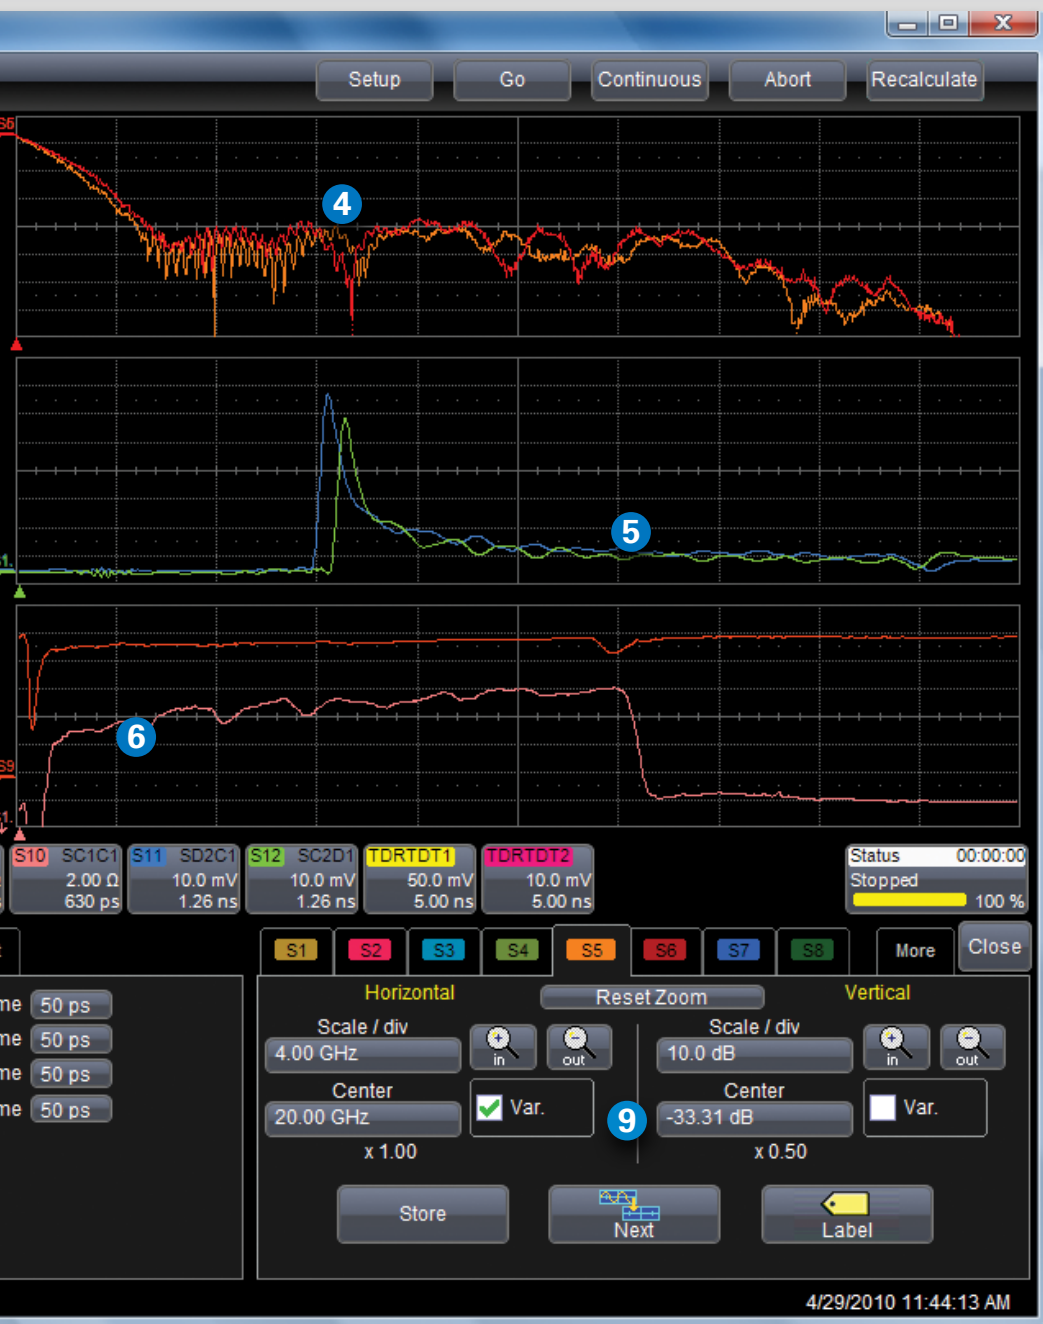 Setup Go Continuous Abort Recalculate
S5
4
5
6
S9
S10 SC1C1 S11 SD2C1 S12 SC2D1 TDRTDT1 TDRTDT2 Status 00:00:00
2.00 Ω 10.0 mV 10.0 mV 50.0 mV 10.0 mV Stopped
630 ps 1.26 ns 1.26 ns 5.00 ns 5.00 ns 100 %
S1 S2 S3 S4 S5 S6 S7 S8 More Close
Horizontal Reset Zoom Vertical
me 50 ps
Scale / div Scale / div
me 50 ps
4.00 GHz in out 10.0 dB in out
me 50 ps
Center Center
me 50 ps
20.00 GHz Var. 9 -33.31 dB Var.
x 1.00 x 0.50
Store Next Label
4/29/2010 11:44:13 AM